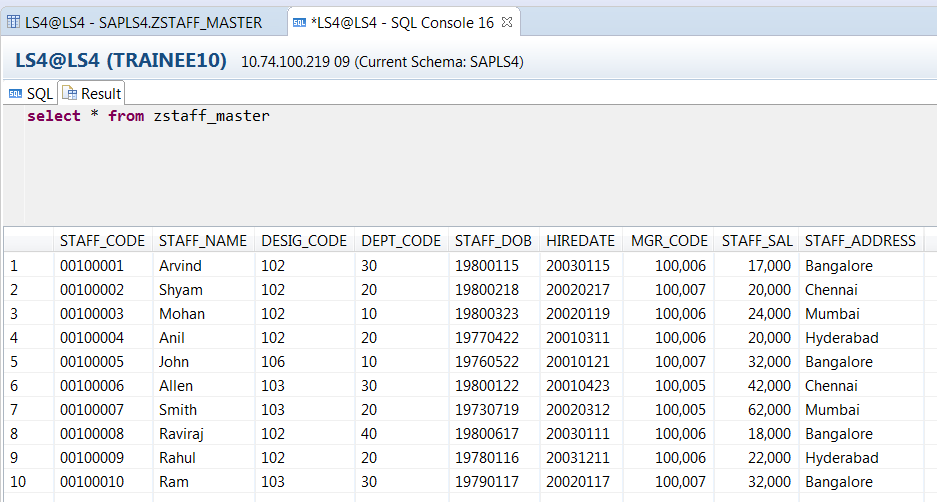 LS4@LS4 - SAPLS4.ZSTAFF_MASTER SQL *LS4@LS4 - SQL Console 16
LS4@LS4 (TRAINEE10) 10.74.100.219 09 (Current Schema: SAPLS4)
SQL SQL Result
select * from zstaff_master
STAFF_CODE STAFF_NAME DESIG_CODE DEPT_CODE STAFF_DOB HIREDATE MGR_CODE STAFF_SAL STAFF_ADDRESS
1 00100001 Arvind 102 30 19800115 20030115 100,006 17,000 Bangalore
2 00100002 Shyam 102 20 19800218 20020217 100,007 20,000 Chennai
3 00100003 Mohan 102 10 19800323 20020119 100,006 24,000 Mumbai
4 00100004 Anil 102 20 19770422 20010311 100,006 20,000 Hyderabad
5 00100005 John 106 10 19760522 20010121 100,007 32,000 Bangalore
6 00100006 Allen 103 30 19800122 20010423 100,005 42,000 Chennai
7 00100007 Smith 103 20 19730719 20020312 100,005 62,000 Mumbai
8 00100008 Raviraj 102 40 19800617 20030111 100,006 18,000 Bangalore
9 00100009 Rahul 102 20 19780116 20031211 100,006 22,000 Hyderabad
10 00100010 Ram 103 30 19790117 20020117 100,007 32,000 Bangalore